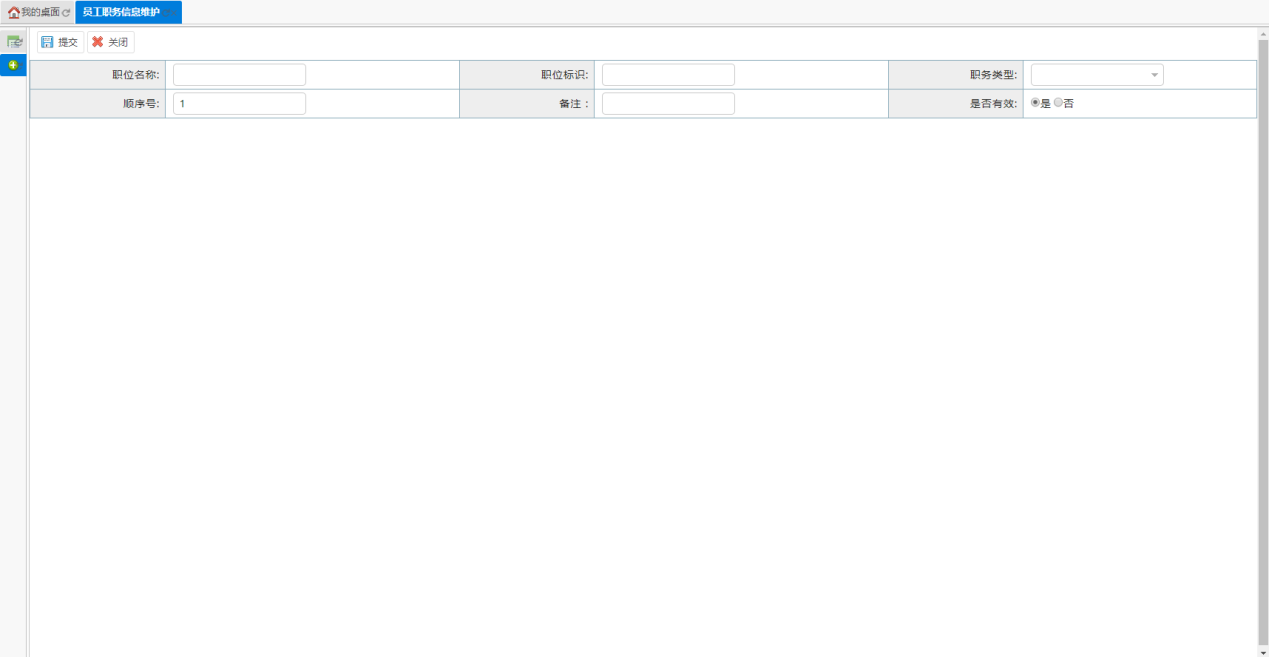 我的桌面 员工职务信息维护
提交 关闭
职位名称: 职位标识: 职务类型:
顺序号: 1 备注： 是否有效: 是 否